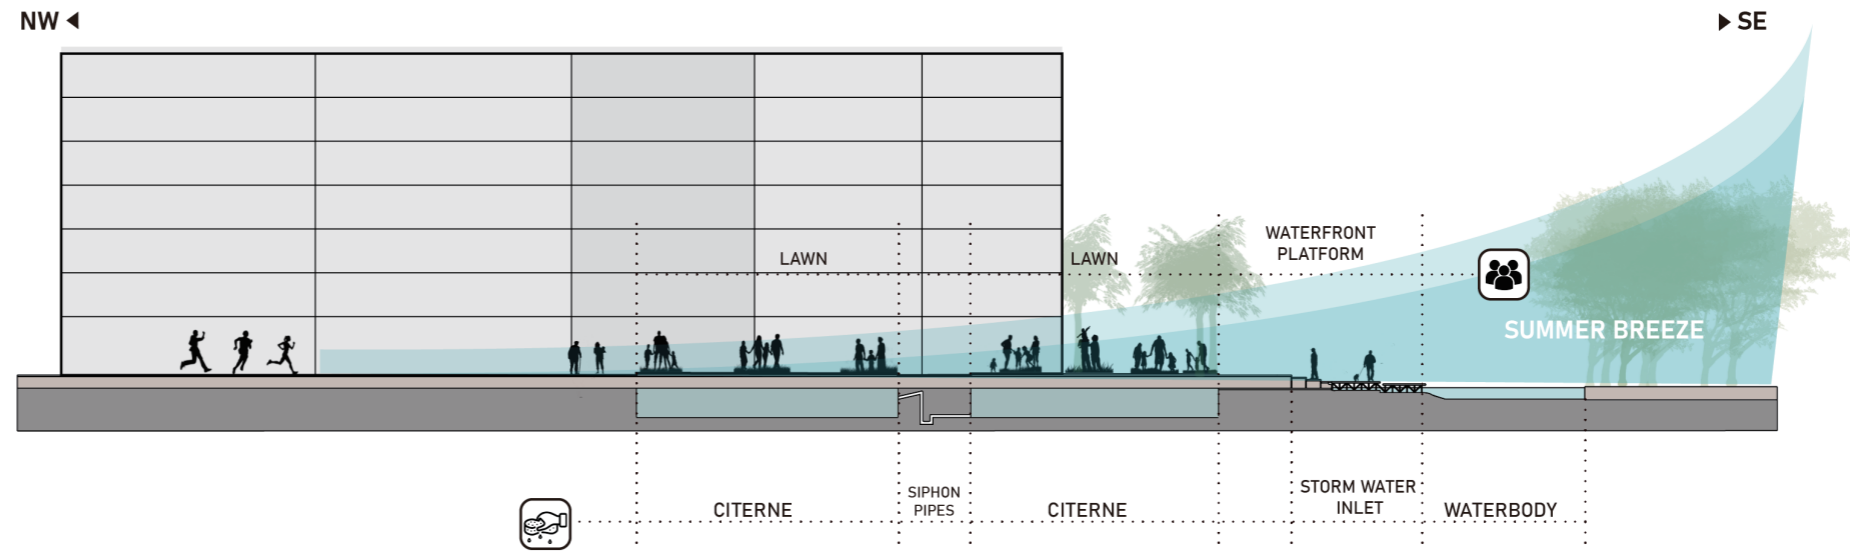 NW
SE
LAWN
LAWN
WATERFRONT
PLATFORM
SUMMER BREEZE
CITERNE
SIPHON
PIPES
CITERNE
STORM WATER
INLET
WATERBODY